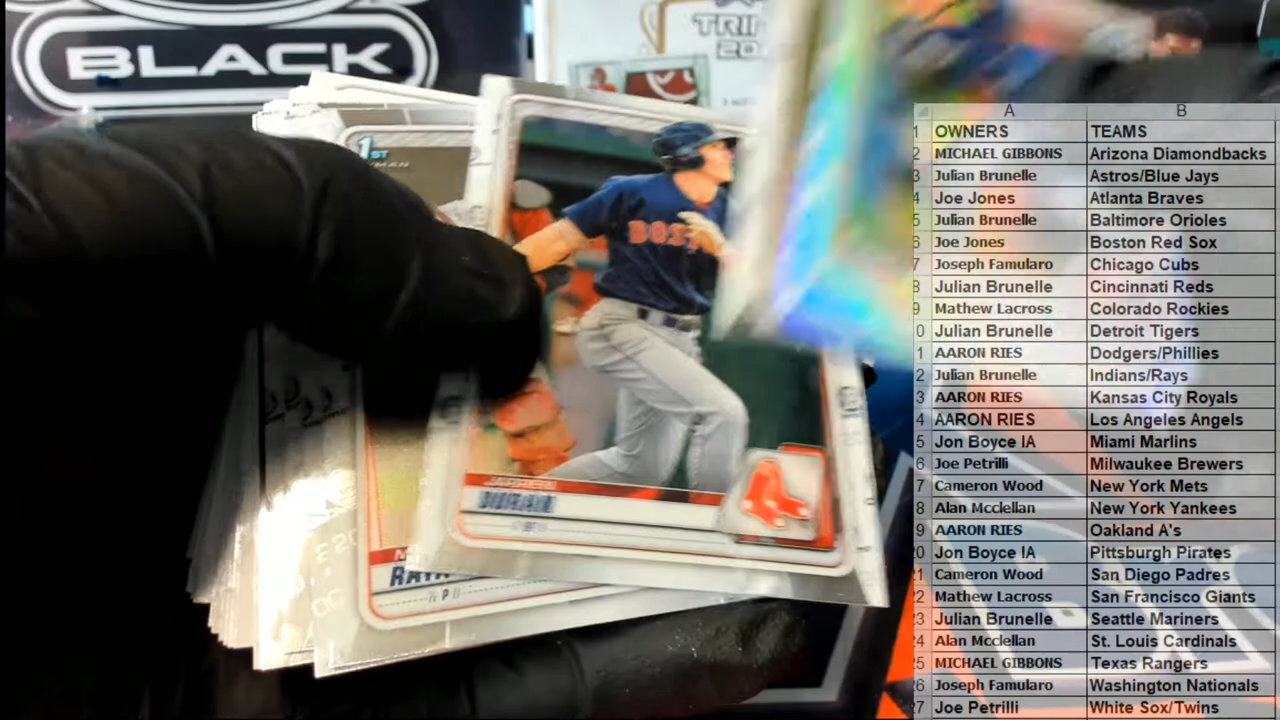 BLACK
TRI
20
1ST
BOS
JARREN
DURAN
RAY
P
A B
1 OWNERS TEAMS
2 MICHAEL GIBBONS Arizona Diamondbacks
3 Julian Brunelle Astros/Blue Jays
4 Joe Jones Atlanta Braves
5 Julian Brunelle Baltimore Orioles
6 Joe Jones Boston Red Sox
7 Joseph Famularo Chicago Cubs
8 Julian Brunelle Cincinnati Reds
9 Mathew Lacross Colorado Rockies
0 Julian Brunelle Detroit Tigers
1 AARON RIES Dodgers/Phillies
2 Julian Brunelle Indians/Rays
3 AARON RIES Kansas City Royals
4 AARON RIES Los Angeles Angels
5 Jon Boyce IA Miami Marlins
6 Joe Petrilli Milwaukee Brewers
7 Cameron Wood New York Mets
8 Alan Mcclellan New York Yankees
9 AARON RIES Oakland A's
20 Jon Boyce IA Pittsburgh Pirates
21 Cameron Wood San Diego Padres
22 Mathew Lacross San Francisco Giants
23 Julian Brunelle Seattle Mariners
24 Alan Mcclellan St. Louis Cardinals
25 MICHAEL GIBBONS Texas Rangers
26 Joseph Famularo Washington Nationals
27 Joe Petrilli White Sox/Twins